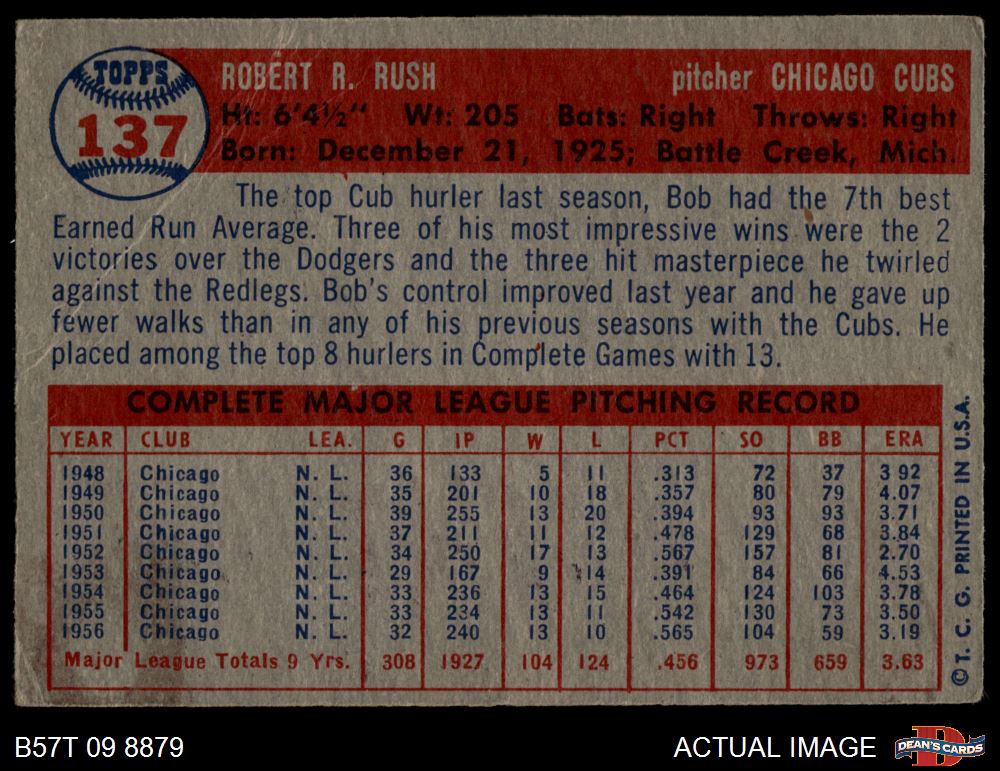 TOPPS
137
ROBERT R. RUSH pitcher CHICAGO CUBS
Ht: 6'4½" Wt: 205 Bats: Right Throws: Right
Born: December 21, 1925; Battle Creek, Mich.
The top Cub hurler last season, Bob had the 7th best
Earned Run Average. Three of his most impressive wins were the 2
victories over the Dodgers and the three hit masterpiece he twirled
against the Redlegs. Bob's control improved last year and he gave up
fewer walks than in any of his previous seasons with the Cubs. He
placed among the top 8 hurlers in Complete Games with 13.
COMPLETE MAJOR LEAGUE PITCHING RECORD
YEAR CLUB LEA. G IP W L PCT SO BB ERA
1948 Chicago N. L. 36 133 5 11 .313 72 37 3 92
1949 Chicago N. L. 35 201 10 18 .357 80 79 4.07
1950 Chicago N. L. 39 255 13 20 .394 93 93 3.71
1951 Chicago N. L. 37 211 11 12 .478 129 68 3.84
1952 Chicago N. L. 34 250 17 13 .567 157 81 2.70
1953 Chicago N. L. 29 167 9 14 .391 84 66 4.53
1954 Chicago N. L. 33 236 13 15 .464 124 103 3.78
1955 Chicago N. L. 33 234 13 11 .542 130 73 3.50
1956 Chicago N. L. 32 240 13 10 .565 104 59 3.19
Major League Totals 9 Yrs. 308 1927 104 124 .456 973 659 3.63
©T. C. G. PRINTED IN U.S.A.
B57T 09 8879 ACTUAL IMAGE
DEAN'S CARDS